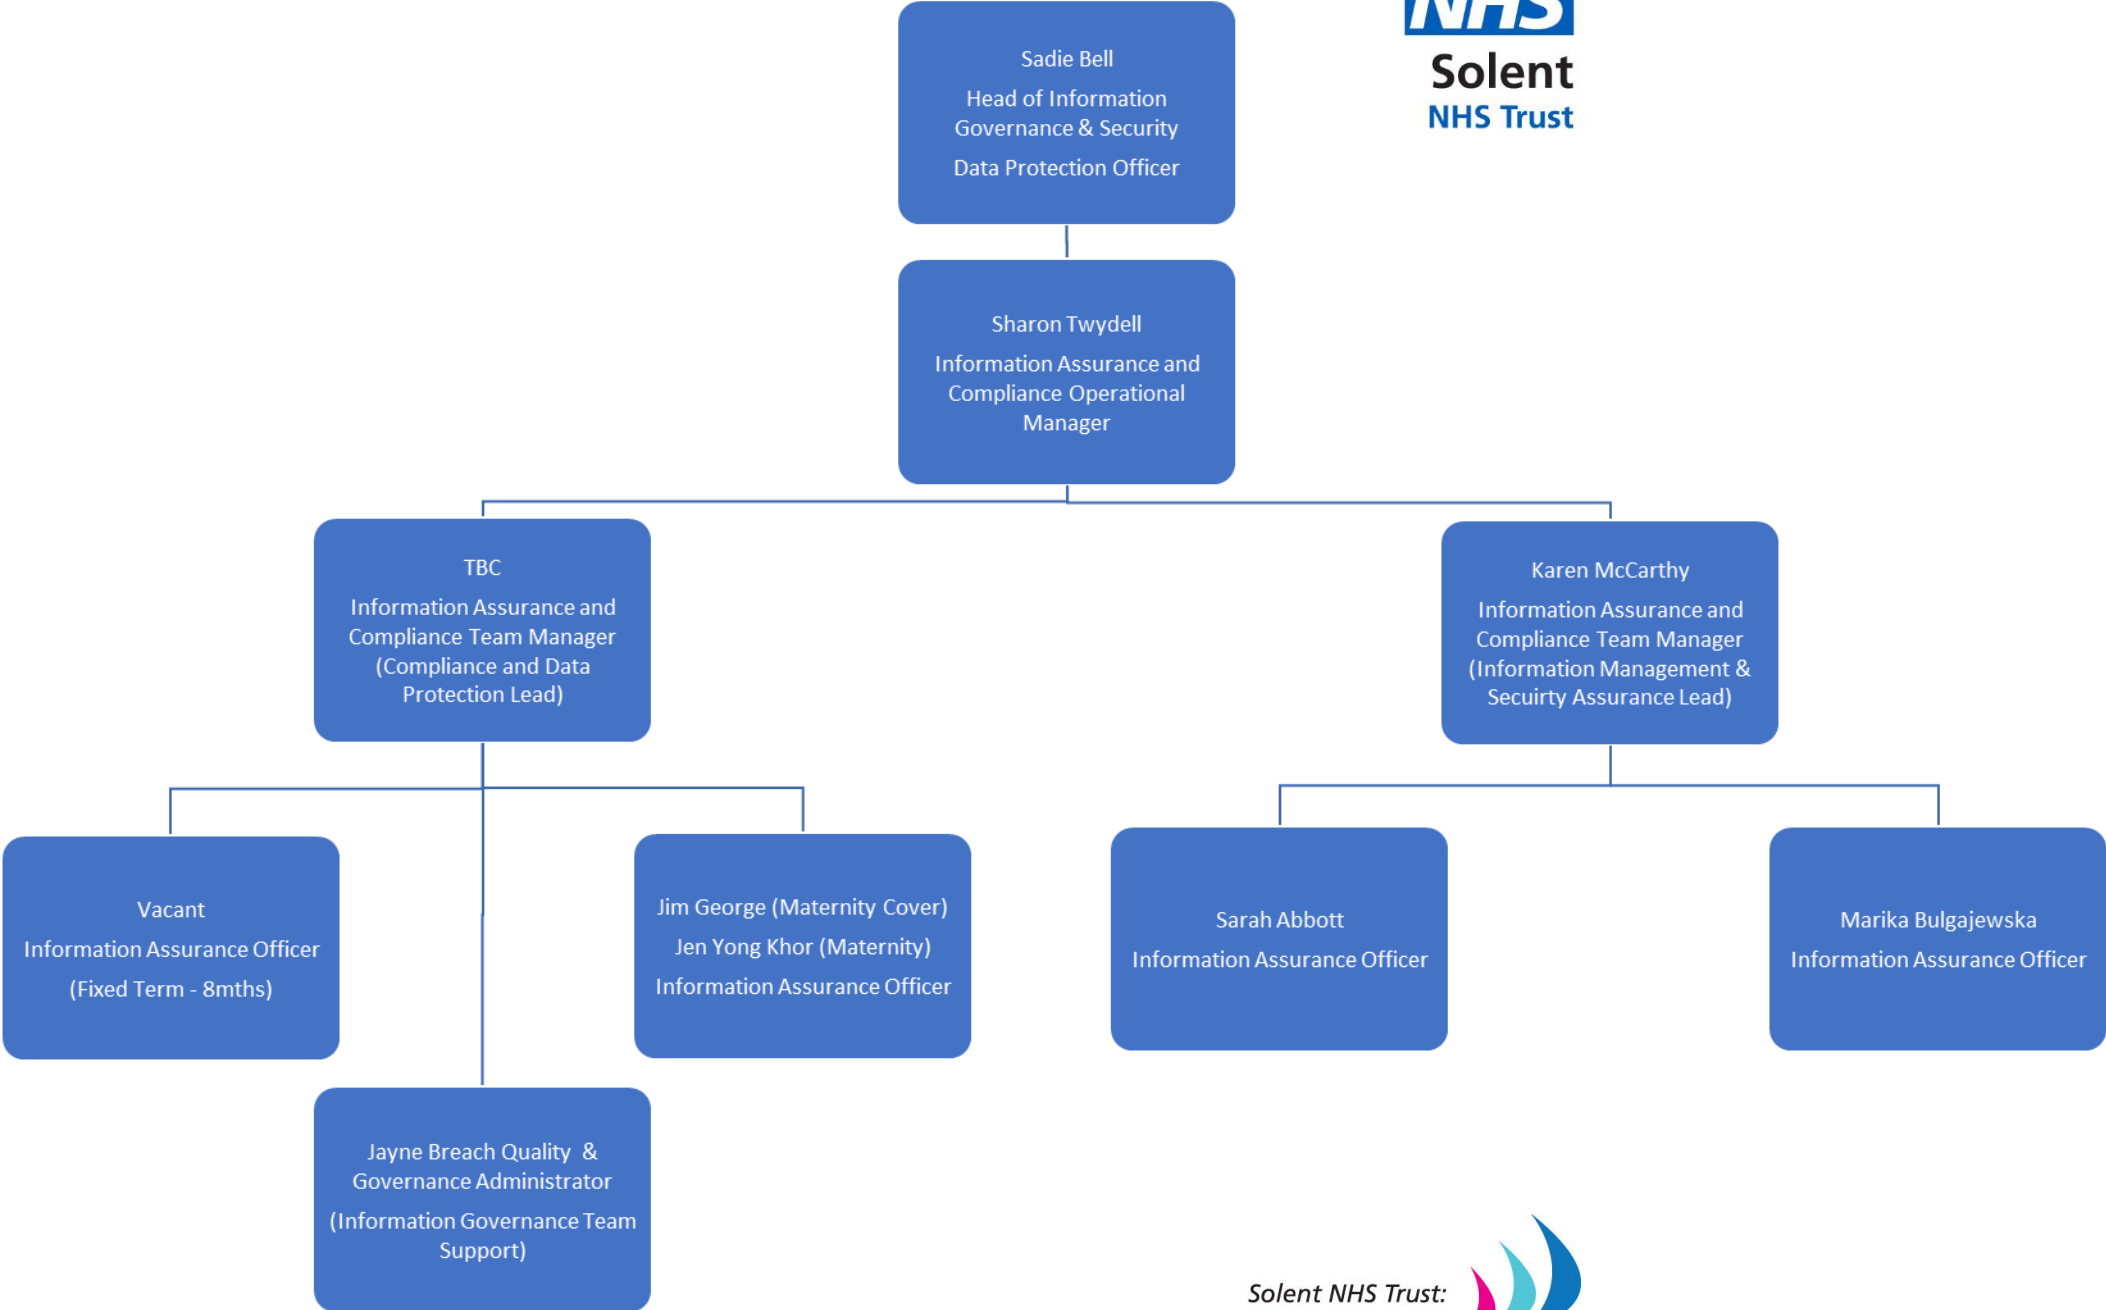 NHS
Solent
NHS Trust
Sadie Bell
Head of Information
Governance & Security
Data Protection Officer
Sharon Twydell
Information Assurance and
Compliance Operational
Manager
TBC
Information Assurance and
Compliance Team Manager
(Compliance and Data
Protection Lead)
Karen McCarthy
Information Assurance and
Compliance Team Manager
(Information Management &
Secuirty Assurance Lead)
Vacant
Information Assurance Officer
(Fixed Term - 8mths)
Jim George (Maternity Cover)
Jen Yong Khor (Maternity)
Information Assurance Officer
Sarah Abbott
Information Assurance Officer
Marika Bulgajewska
Information Assurance Officer
Jayne Breach Quality &
Governance Administrator
(Information Governance Team
Support)
Solent NHS Trust: